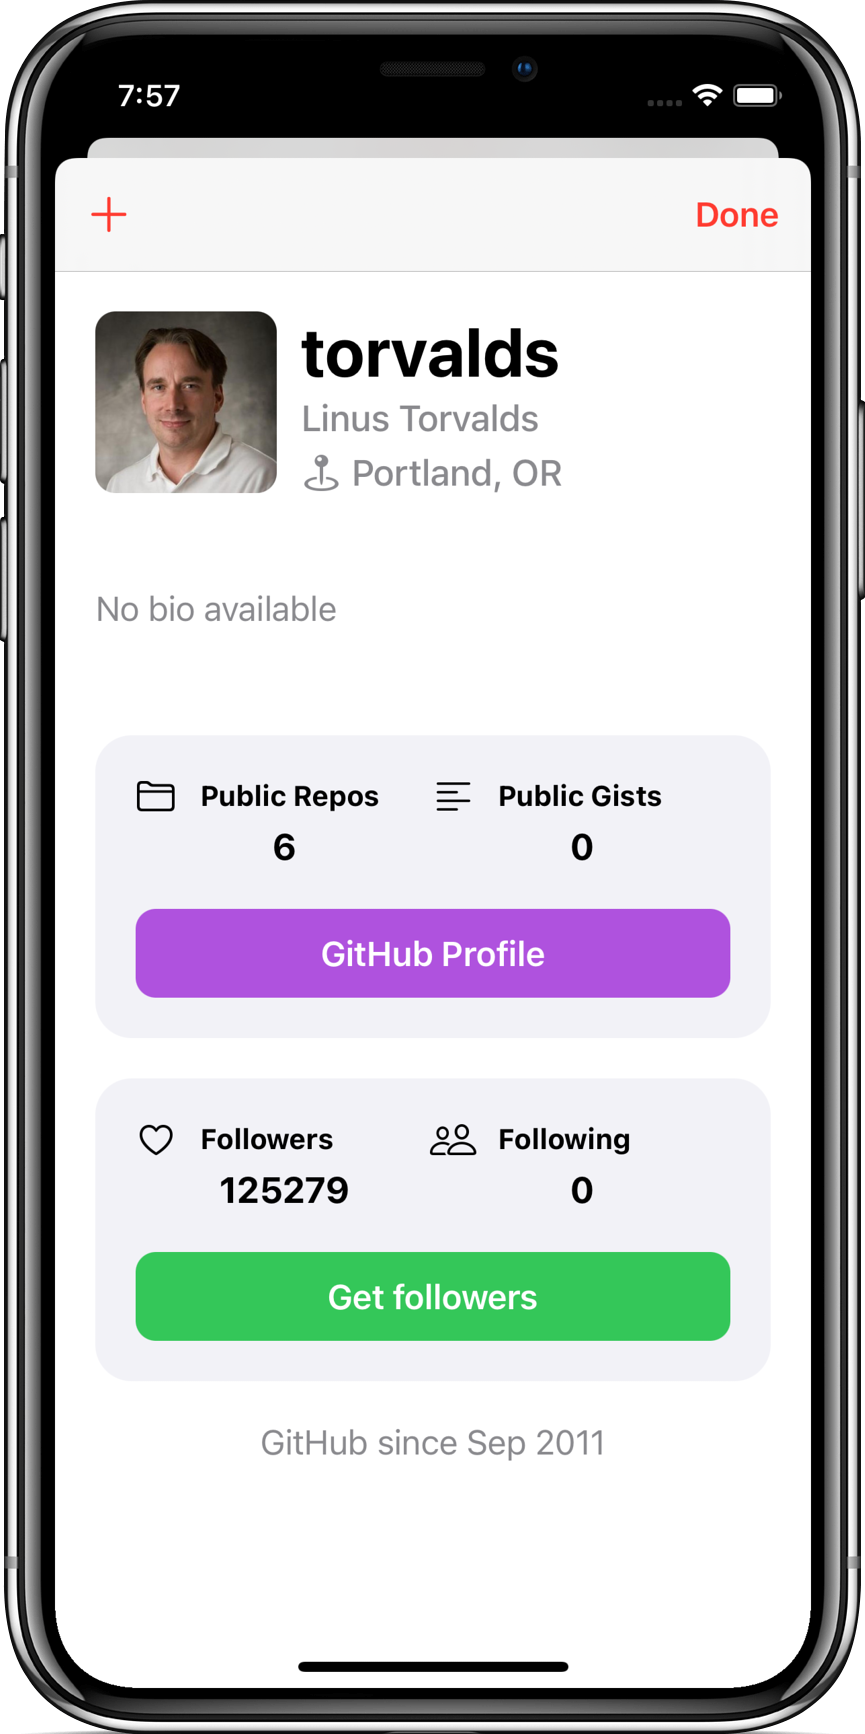 7:57
+ Done
torvalds
Linus Torvalds
Portland, OR
No bio available
Public Repos Public Gists
6 0
GitHub Profile
Followers Following
125279 0
Get followers
GitHub since Sep 2011